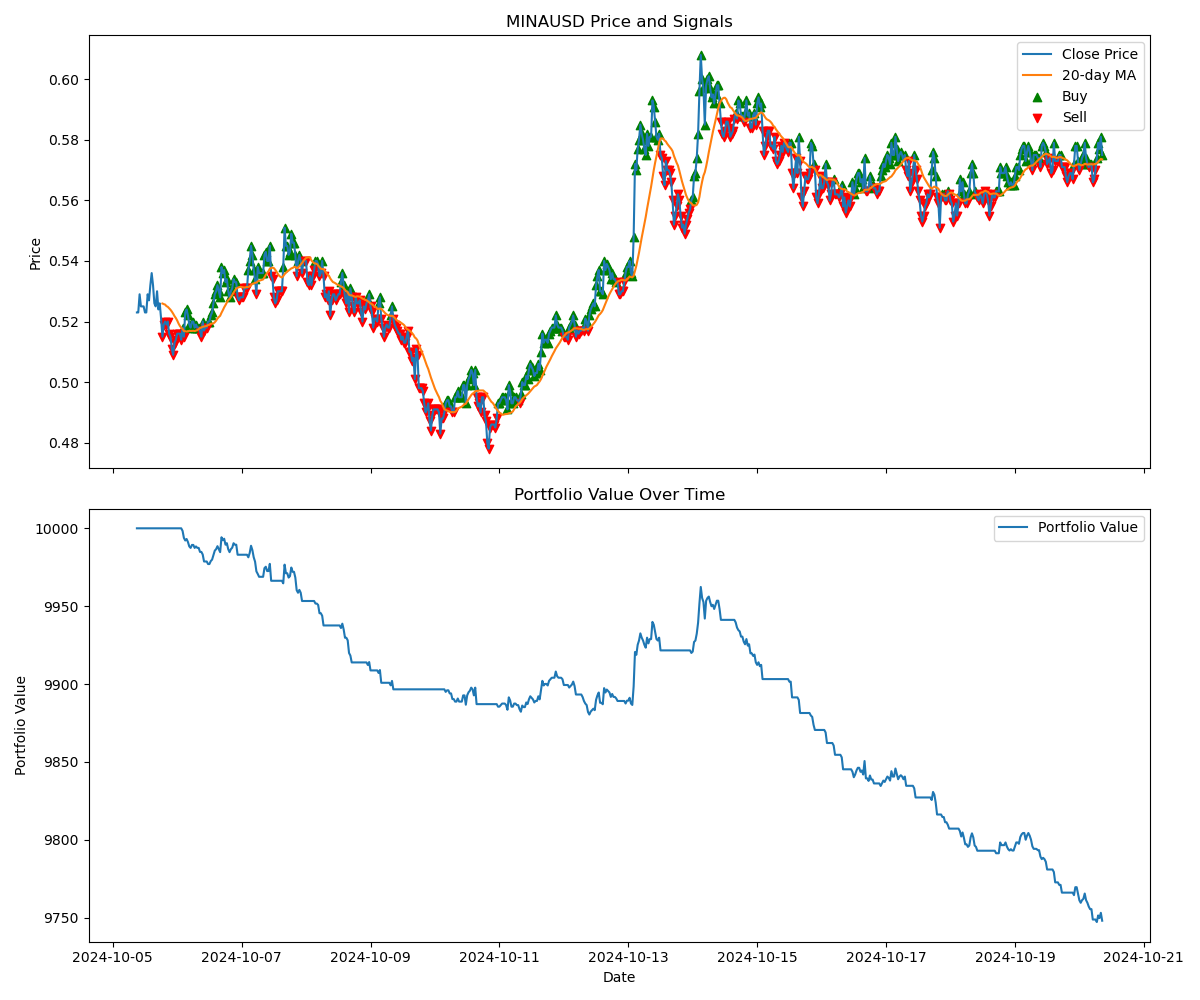 MINAUSD Price and Signals
Price
0.60
0.58
0.56
0.54
0.52
0.50
0.48
Close Price
20-day MA
Buy
Sell
Portfolio Value Over Time
Portfolio Value
10000
9950
9900
9850
9800
9750
Portfolio Value
2024-10-05
2024-10-07
2024-10-09
2024-10-11
2024-10-13
2024-10-15
2024-10-17
2024-10-19
2024-10-21
Date